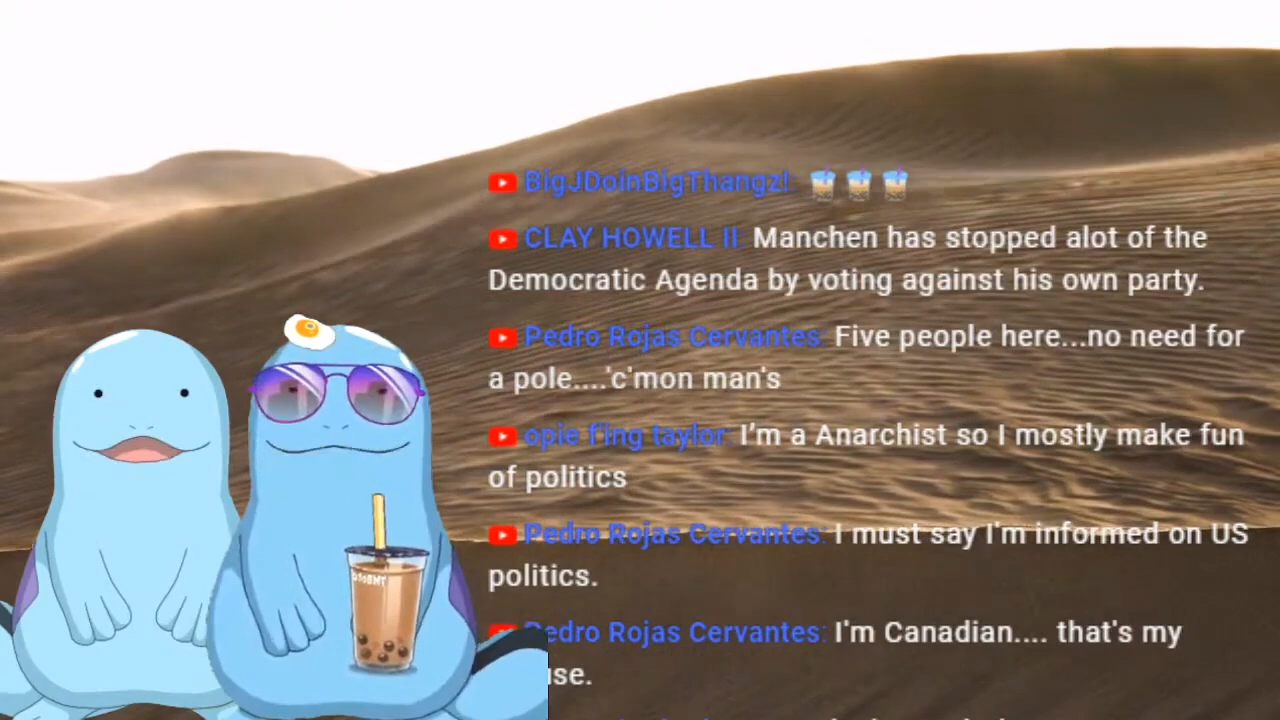 BigJDoinBigThangz!:
CLAY HOWELL II: Manchen has stopped alot of the
Democratic Agenda by voting against his own party.
Pedro Rojas Cervantes: Five people here...no need for
a pole....'c'mon man's
opie f'ing taylor: I’m a Anarchist so I mostly make fun
of politics
Pedro Rojas Cervantes: I must say I'm informed on US
politics.
Pedro Rojas Cervantes: I'm Canadian.... that's my